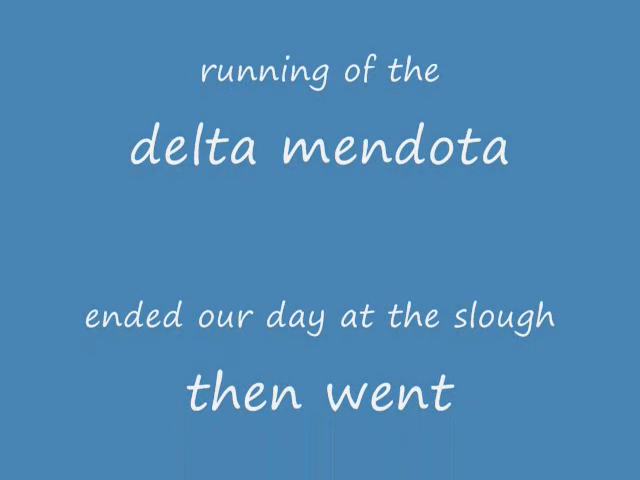 running of the
delta mendota
ended our day at the slough
then went